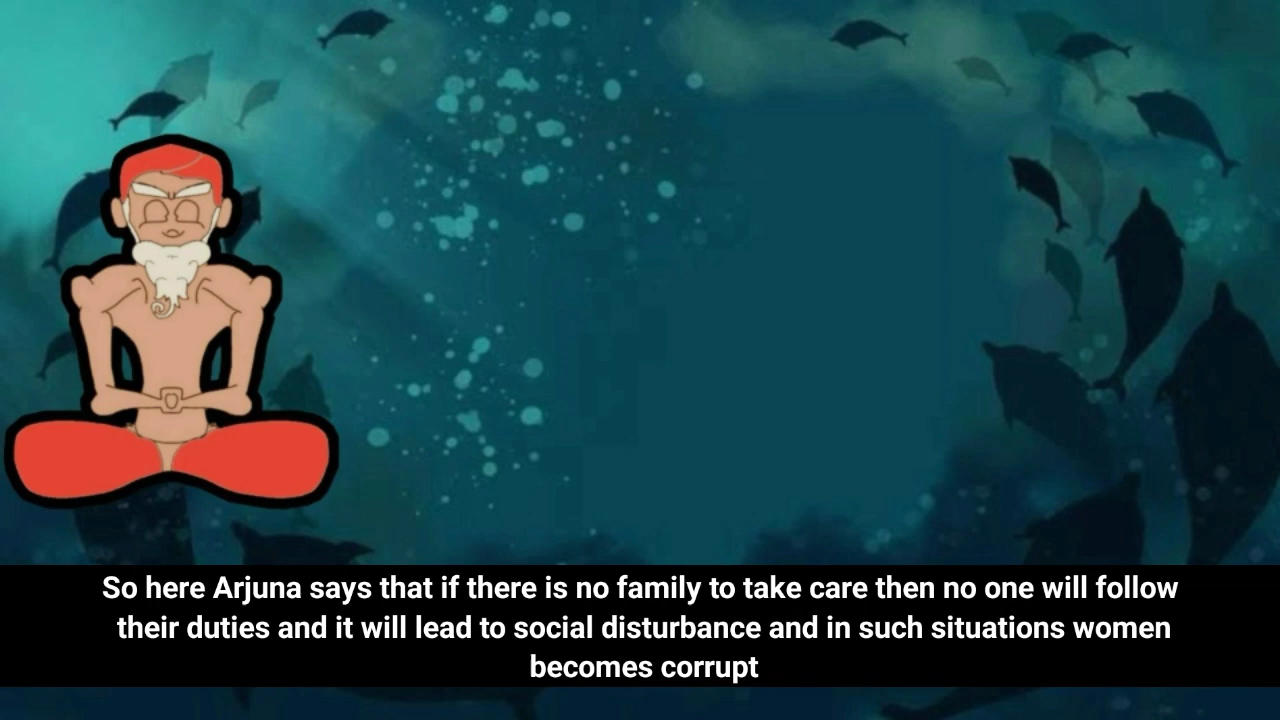 So here Arjuna says that if there is no family to take care then no one will follow
their duties and it will lead to social disturbance and in such situations women
becomes corrupt